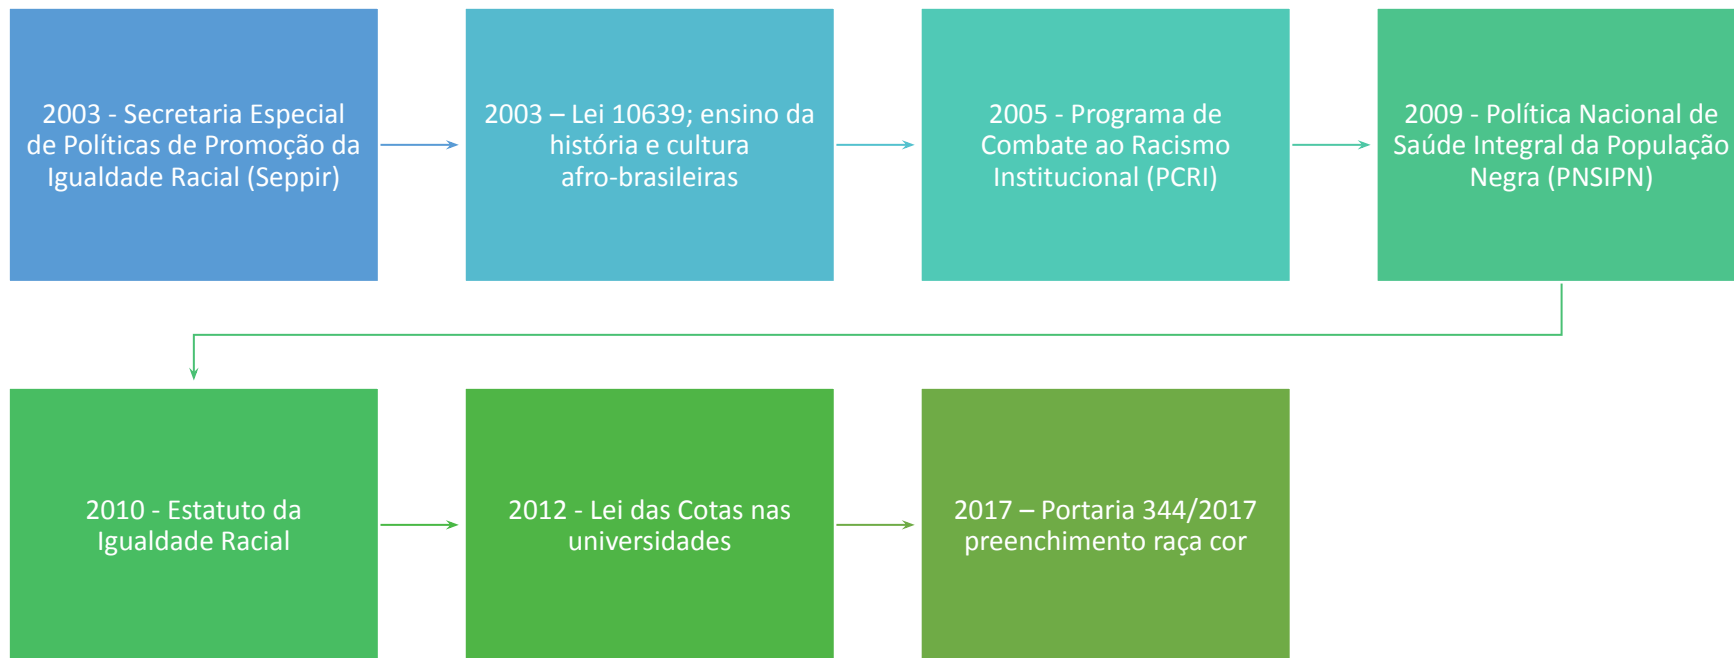 2003 - Secretaria Especial
de Políticas de Promoção da
Igualdade Racial (Seppir)
2003 – Lei 10639; ensino da
história e cultura
afro-brasileiras
2005 - Programa de
Combate ao Racismo
Institucional (PCRI)
2009 - Política Nacional de
Saúde Integral da População
Negra (PNSIPN)
2010 - Estatuto da
Igualdade Racial
2012 - Lei das Cotas nas
universidades
2017 – Portaria 344/2017
preenchimento raça cor